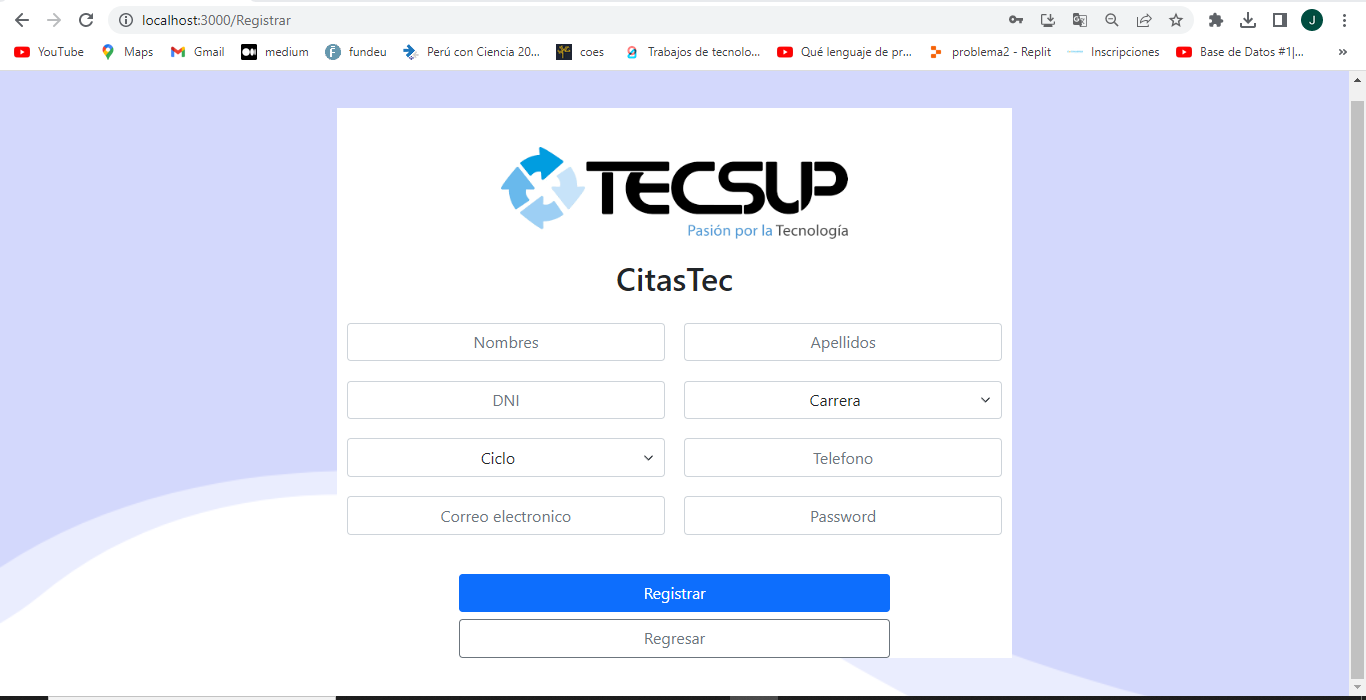 localhost:3000/Registrar
J
YouTube Maps Gmail medium fundeu Perú con Ciencia 20... coes Trabajos de tecnolo... Qué lenguaje de pr... problema2 - Replit Inscripciones Base de Datos #1|... »
TECSUP
Pasión por la Tecnología
CitasTec
Nombres Apellidos
DNI Carrera
Ciclo Telefono
Correo electronico Password
Registrar
Regresar